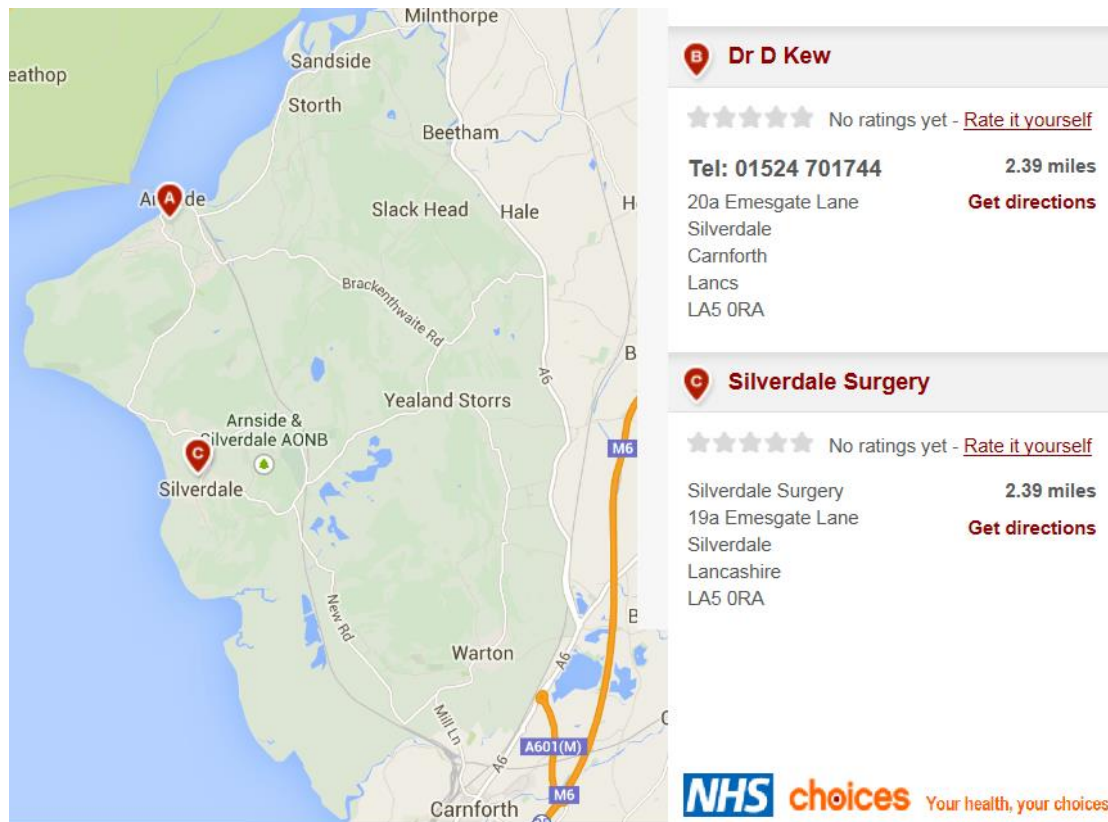 Milnthorpe
eathop
Sandside
Storth
Beetham
A
Slack Head
Hale
H
Brackenthwaite Rd
A6
B
Yealand Storrs
Arnside &
Silverdale AONB
M6
C
Silverdale
New Rd
B
Warton
A6
Mill Ln
A601(M)
A6
M6
Carnforth
B
Dr D Kew
No ratings yet - Rate it yourself
Tel: 01524 701744 2.39 miles
20a Emesgate Lane Get directions
Silverdale
Carnforth
Lancs
LA5 0RA
C
Silverdale Surgery
No ratings yet - Rate it yourself
Silverdale Surgery 2.39 miles
19a Emesgate Lane Get directions
Silverdale
Lancashire
LA5 0RA
NHS choices Your health, your choices